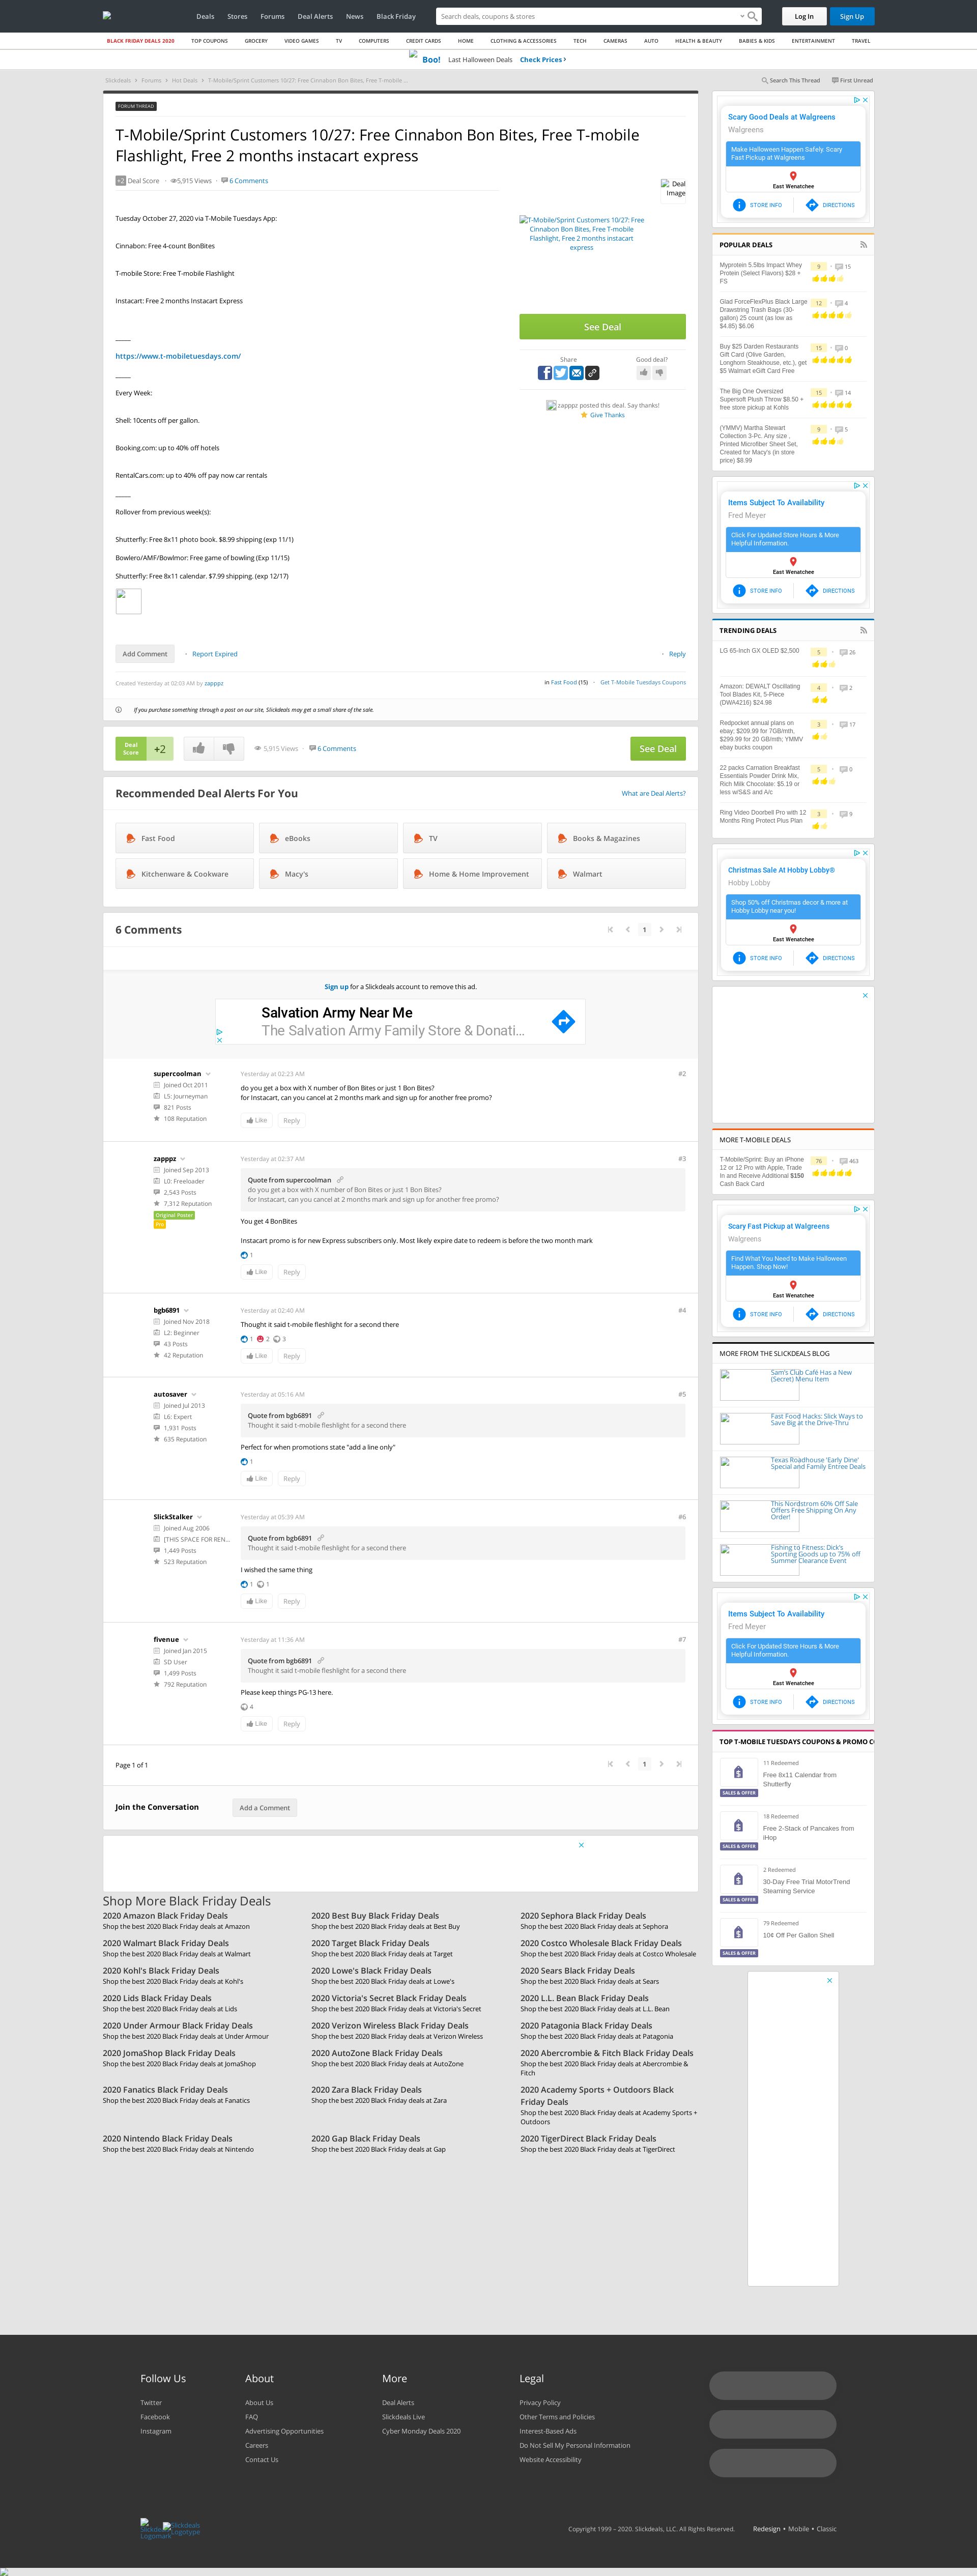 Deals
Stores
Forums
Deal Alerts
News
Black Friday
Search deals, coupons & stores
Log In
Sign Up
BLACK FRIDAY DEALS 2020
TOP COUPONS
GROCERY
VIDEO GAMES
TV
COMPUTERS
CREDIT CARDS
HOME
CLOTHING & ACCESSORIES
TECH
CAMERAS
AUTO
HEALTH & BEAUTY
BABIES & KIDS
ENTERTAINMENT
TRAVEL
Boo! Last Halloween Deals Check Prices
Slickdeals > Forums > Hot Deals > T-Mobile/Sprint Customers 10/27: Free Cinnabon Bon Bites, Free T-mobile ...
Search This Thread
First Unread
FORUM THREAD
T-Mobile/Sprint Customers 10/27: Free Cinnabon Bon Bites, Free T-mobile
Flashlight, Free 2 months instacart express
+2 Deal Score · 5,915 Views · 6 Comments
Deal
Image
Tuesday October 27, 2020 via T-Mobile Tuesdays App:
Cinnabon: Free 4-count BonBites
T-mobile Store: Free T-mobile Flashlight
Instacart: Free 2 months Instacart Express
https://www.t-mobiletuesdays.com/
Every Week:
Shell: 10cents off per gallon.
Booking.com: up to 40% off hotels
RentalCars.com: up to 40% off pay now car rentals
Rollover from previous week(s):
Shutterfly: Free 8x11 photo book. $8.99 shipping (exp 11/1)
Bowlero/AMF/Bowlmor: Free game of bowling (Exp 11/15)
Shutterfly: Free 8x11 calendar. $7.99 shipping. (exp 12/17)
T-Mobile/Sprint Customers 10/27: Free
Cinnabon Bon Bites, Free T-mobile
Flashlight, Free 2 months instacart
express
See Deal
Share
Good deal?
zapppz posted this deal. Say thanks!
Give Thanks
Add Comment
· Report Expired
· Reply
Created Yesterday at 02:03 AM by zapppz
in Fast Food (15) · Get T-Mobile Tuesdays Coupons
If you purchase something through a post on our site, Slickdeals may get a small share of the sale.
Deal
Score
+2
5,915 Views · 6 Comments
See Deal
Recommended Deal Alerts For You
What are Deal Alerts?
Fast Food
eBooks
TV
Books & Magazines
Kitchenware & Cookware
Macy's
Home & Home Improvement
Walmart
6 Comments
1
Sign up for a Slickdeals account to remove this ad.
Salvation Army Near Me
The Salvation Army Family Store & Donati...
supercoolman
Joined Oct 2011
L5: Journeyman
821 Posts
108 Reputation
Yesterday at 02:23 AM
#2
do you get a box with X number of Bon Bites or just 1 Bon Bites?
for Instacart, can you cancel at 2 months mark and sign up for another free promo?
Like
Reply
zapppz
Joined Sep 2013
L0: Freeloader
2,543 Posts
7,312 Reputation
Original Poster
Pro
Yesterday at 02:37 AM
#3
Quote from supercoolman
do you get a box with X number of Bon Bites or just 1 Bon Bites?
for Instacart, can you cancel at 2 months mark and sign up for another free promo?
You get 4 BonBites
Instacart promo is for new Express subscribers only. Most likely expire date to redeem is before the two month mark
1
Like
Reply
bgb6891
Joined Nov 2018
L2: Beginner
43 Posts
42 Reputation
Yesterday at 02:40 AM
#4
Thought it said t-mobile fleshlight for a second there
1 2 3
Like
Reply
autosaver
Joined Jul 2013
L6: Expert
1,931 Posts
635 Reputation
Yesterday at 05:16 AM
#5
Quote from bgb6891
Thought it said t-mobile fleshlight for a second there
Perfect for when promotions state "add a line only"
1
Like
Reply
SlickStalker
Joined Aug 2006
[THIS SPACE FOR REN...
1,449 Posts
523 Reputation
Yesterday at 05:39 AM
#6
Quote from bgb6891
Thought it said t-mobile fleshlight for a second there
I wished the same thing
1 1
Like
Reply
fivenue
Joined Jan 2015
SD User
1,499 Posts
792 Reputation
Yesterday at 11:36 AM
#7
Quote from bgb6891
Thought it said t-mobile fleshlight for a second there
Please keep things PG-13 here.
4
Like
Reply
Page 1 of 1
1
Join the Conversation
Add a Comment
Scary Good Deals at Walgreens
Walgreens
Make Halloween Happen Safely. Scary
Fast Pickup at Walgreens
East Wenatchee
STORE INFO
DIRECTIONS
POPULAR DEALS
Myprotein 5.5lbs Impact Whey
Protein (Select Flavors) $28 +
FS
9 · 15
Glad ForceFlexPlus Black Large
Drawstring Trash Bags (30-
gallon) 25 count (as low as
$4.85) $6.06
12 · 4
Buy $25 Darden Restaurants
Gift Card (Olive Garden,
Longhorn Steakhouse, etc.), get
$5 Walmart eGift Card Free
15 · 0
The Big One Oversized
Supersoft Plush Throw $8.50 +
free store pickup at Kohls
15 · 14
(YMMV) Martha Stewart
Collection 3-Pc. Any size ,
Printed Microfiber Sheet Set,
Created for Macy's (in store
price) $8.99
9 · 5
Items Subject To Availability
Fred Meyer
Click For Updated Store Hours & More
Helpful Information.
East Wenatchee
STORE INFO
DIRECTIONS
TRENDING DEALS
LG 65-Inch GX OLED $2,500
5 · 26
Amazon: DEWALT Oscillating
Tool Blades Kit, 5-Piece
(DWA4216) $24.98
4 · 2
Redpocket annual plans on
ebay; $209.99 for 7GB/mth,
$299.99 for 20 GB/mth; YMMV
ebay bucks coupon
3 · 17
22 packs Carnation Breakfast
Essentials Powder Drink Mix,
Rich Milk Chocolate: $5.19 or
less w/S&S and A/c
5 · 0
Ring Video Doorbell Pro with 12
Months Ring Protect Plus Plan
3 · 9
Christmas Sale At Hobby Lobby®
Hobby Lobby
Shop 50% off Christmas decor & more at
Hobby Lobby near you!
East Wenatchee
STORE INFO
DIRECTIONS
MORE T-MOBILE DEALS
T-Mobile/Sprint: Buy an iPhone
12 or 12 Pro with Apple, Trade
In and Receive Additional $150
Cash Back Card
76 · 463
Scary Fast Pickup at Walgreens
Walgreens
Find What You Need to Make Halloween
Happen. Shop Now!
East Wenatchee
STORE INFO
DIRECTIONS
MORE FROM THE SLICKDEALS BLOG
Sam's Club Café Has a New
(Secret) Menu Item
Fast Food Hacks: Slick Ways to
Save Big at the Drive-Thru
Texas Roadhouse 'Early Dine'
Special and Family Entree Deals
This Nordstrom 60% Off Sale
Offers Free Shipping On Any
Order!
Fishing to Fitness: Dick's
Sporting Goods up to 75% off
Summer Clearance Event
Items Subject To Availability
Fred Meyer
Click For Updated Store Hours & More
Helpful Information.
East Wenatchee
STORE INFO
DIRECTIONS
TOP T-MOBILE TUESDAYS COUPONS & PROMO CO
11 Redeemed
Free 8x11 Calendar from
Shutterfly
SALES & OFFER
18 Redeemed
Free 2-Stack of Pancakes from
iHop
SALES & OFFER
2 Redeemed
30-Day Free Trial MotorTrend
Steaming Service
SALES & OFFER
79 Redeemed
10¢ Off Per Gallon Shell
SALES & OFFER
Shop More Black Friday Deals
2020 Amazon Black Friday Deals
Shop the best 2020 Black Friday deals at Amazon
2020 Best Buy Black Friday Deals
Shop the best 2020 Black Friday deals at Best Buy
2020 Sephora Black Friday Deals
Shop the best 2020 Black Friday deals at Sephora
2020 Walmart Black Friday Deals
Shop the best 2020 Black Friday deals at Walmart
2020 Target Black Friday Deals
Shop the best 2020 Black Friday deals at Target
2020 Costco Wholesale Black Friday Deals
Shop the best 2020 Black Friday deals at Costco Wholesale
2020 Kohl's Black Friday Deals
Shop the best 2020 Black Friday deals at Kohl's
2020 Lowe's Black Friday Deals
Shop the best 2020 Black Friday deals at Lowe's
2020 Sears Black Friday Deals
Shop the best 2020 Black Friday deals at Sears
2020 Lids Black Friday Deals
Shop the best 2020 Black Friday deals at Lids
2020 Victoria's Secret Black Friday Deals
Shop the best 2020 Black Friday deals at Victoria's Secret
2020 L.L. Bean Black Friday Deals
Shop the best 2020 Black Friday deals at L.L. Bean
2020 Under Armour Black Friday Deals
Shop the best 2020 Black Friday deals at Under Armour
2020 Verizon Wireless Black Friday Deals
Shop the best 2020 Black Friday deals at Verizon Wireless
2020 Patagonia Black Friday Deals
Shop the best 2020 Black Friday deals at Patagonia
2020 JomaShop Black Friday Deals
Shop the best 2020 Black Friday deals at JomaShop
2020 AutoZone Black Friday Deals
Shop the best 2020 Black Friday deals at AutoZone
2020 Abercrombie & Fitch Black Friday Deals
Shop the best 2020 Black Friday deals at Abercrombie &
Fitch
2020 Fanatics Black Friday Deals
Shop the best 2020 Black Friday deals at Fanatics
2020 Zara Black Friday Deals
Shop the best 2020 Black Friday deals at Zara
2020 Academy Sports + Outdoors Black
Friday Deals
Shop the best 2020 Black Friday deals at Academy Sports +
Outdoors
2020 Nintendo Black Friday Deals
Shop the best 2020 Black Friday deals at Nintendo
2020 Gap Black Friday Deals
Shop the best 2020 Black Friday deals at Gap
2020 TigerDirect Black Friday Deals
Shop the best 2020 Black Friday deals at TigerDirect
Follow Us
Twitter
Facebook
Instagram
About
About Us
FAQ
Advertising Opportunities
Careers
Contact Us
More
Deal Alerts
Slickdeals Live
Cyber Monday Deals 2020
Legal
Privacy Policy
Other Terms and Policies
Interest-Based Ads
Do Not Sell My Personal Information
Website Accessibility
Slickdeals
Logotype
Copyright 1999 – 2020. Slickdeals, LLC. All Rights Reserved.
Redesign • Mobile • Classic